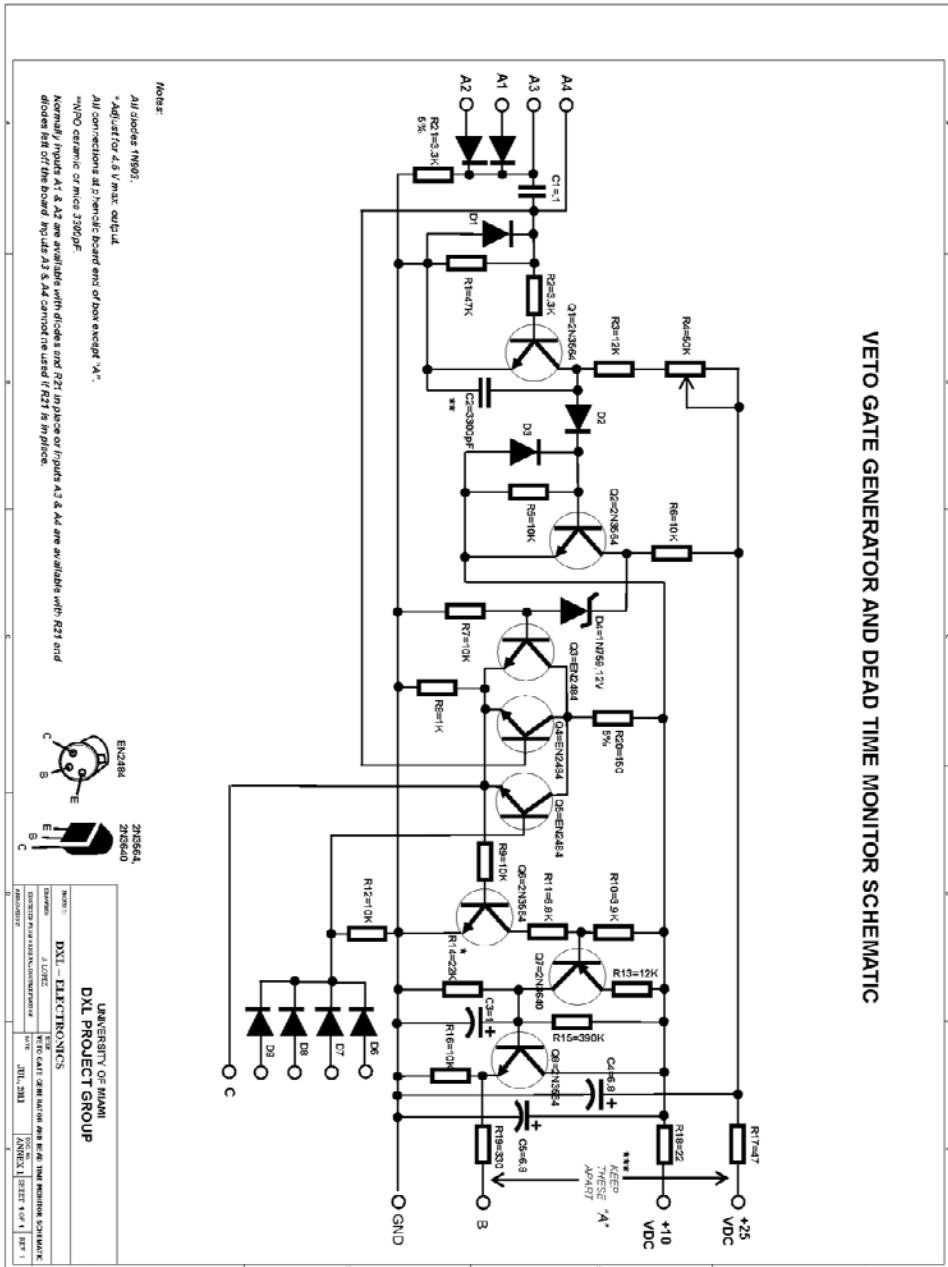 VETO GATE GENERATOR AND DEAD TIME MONITOR SCHEMATIC
A4
A3
A1
A2
R21=3.3K
5%
C1=.1
D1
R1=47K
R2=3.3K
Q1=2N3564
R3=12K
R4=50K
C2=3300pF
**
D2
D3
R5=10K
Q2=2N3564
R6=10K
D4=1N759,12V
R7=10K
Q3=EN2484
R8=1K
Q4=EN2484
R20=150
5%
Q5=EN2484
R9=10K
Q6=2N3564
R11=6.8K
R10=3.9K
R12=10K
*
R14=22K
Q7=2N3640
R13=12K
C3=1
+
R15=390K
R16=10K
Q8=2N3564
C4=6.8
+
C5=6.8
+
R17=47
R18=22
R19=330
***
KEEP
THESE "A"
APART
+25
VDC
+10
VDC
B
GND
C
D6
D7
D8
D9
Notes:
All diodes 1N903.
* Adjust for 4.5 V max. output.
All connections at phenolic board end of box except "A".
**NPO ceramic or mica 3300pF.
Normally inputs A1 & A2 are available with diodes and R21 in place or inputs A3 & A4 are available with R21 and
diodes left off the board. Inputs A3 & A4 cannot be used if R21 is in place.
EN2484
C
B
E
2N3564,
2N3640
E
B
C
UNIVERSITY OF MIAMI
DXL PROJECT GROUP
PROJECT:
DXL – ELECTRONICS
J. LOPEZ
TITLE:
VETO GATE GENERATOR AND DEAD TIME MONITOR SCHEMATIC
DATE:
JUL, 2013
DOC. No.
ANNEX 1
SHEET 1 OF 1
REV 1